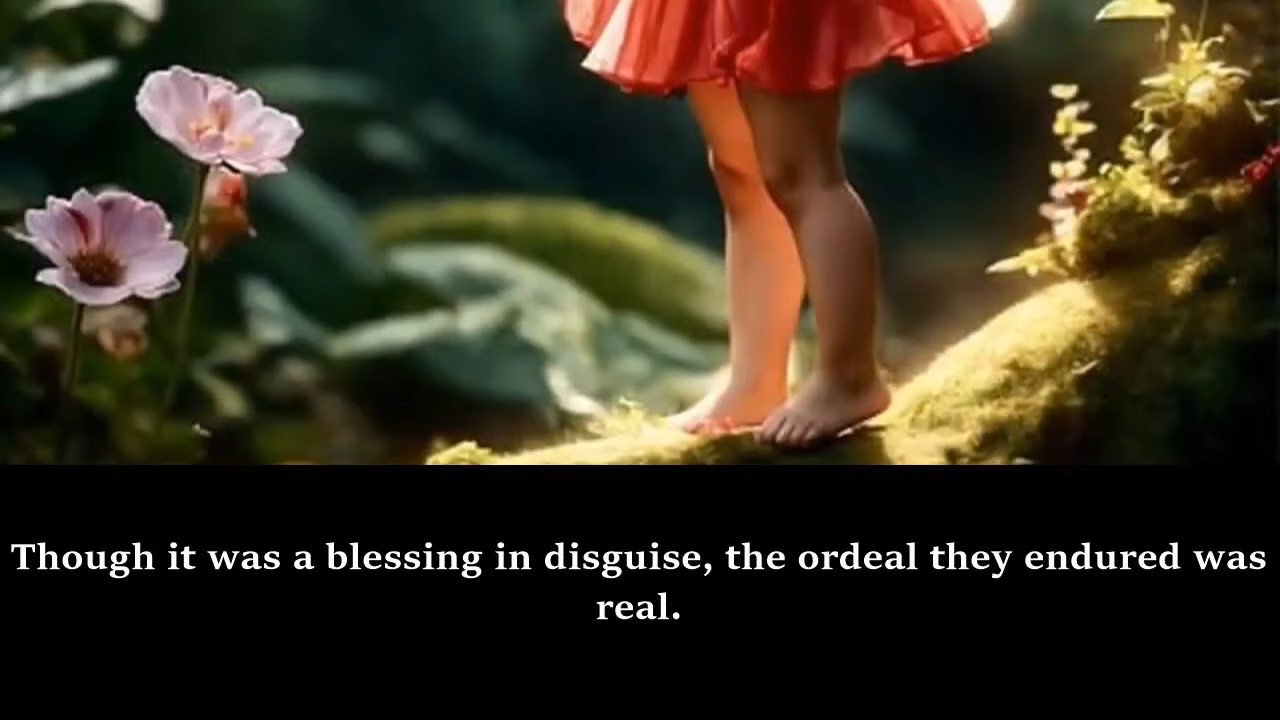 Though it was a blessing in disguise, the ordeal they endured was
real.